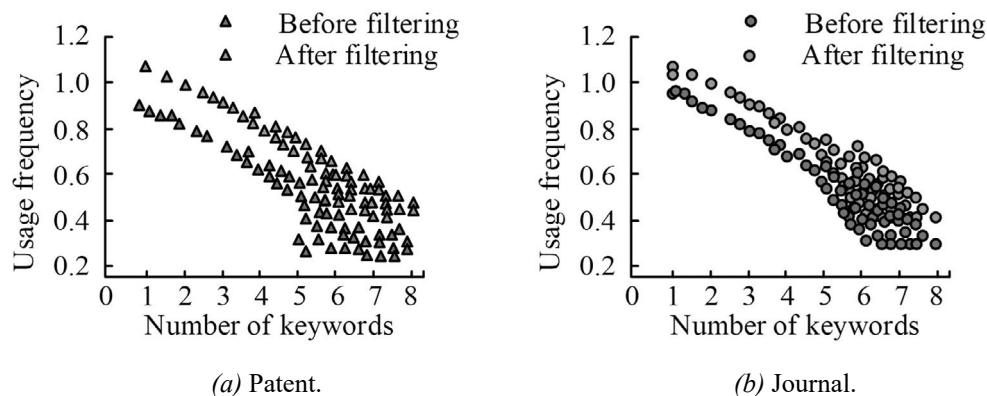 Before filtering
After filtering
Usage frequency
1.2
1.0
0.8
0.6
0.4
0.2
0 1 2 3 4 5 6 7 8
Number of keywords
(a) Patent.
Before filtering
After filtering
Usage frequency
1.2
1.0
0.8
0.6
0.4
0.2
0 1 2 3 4 5 6 7 8
Number of keywords
(b) Journal.